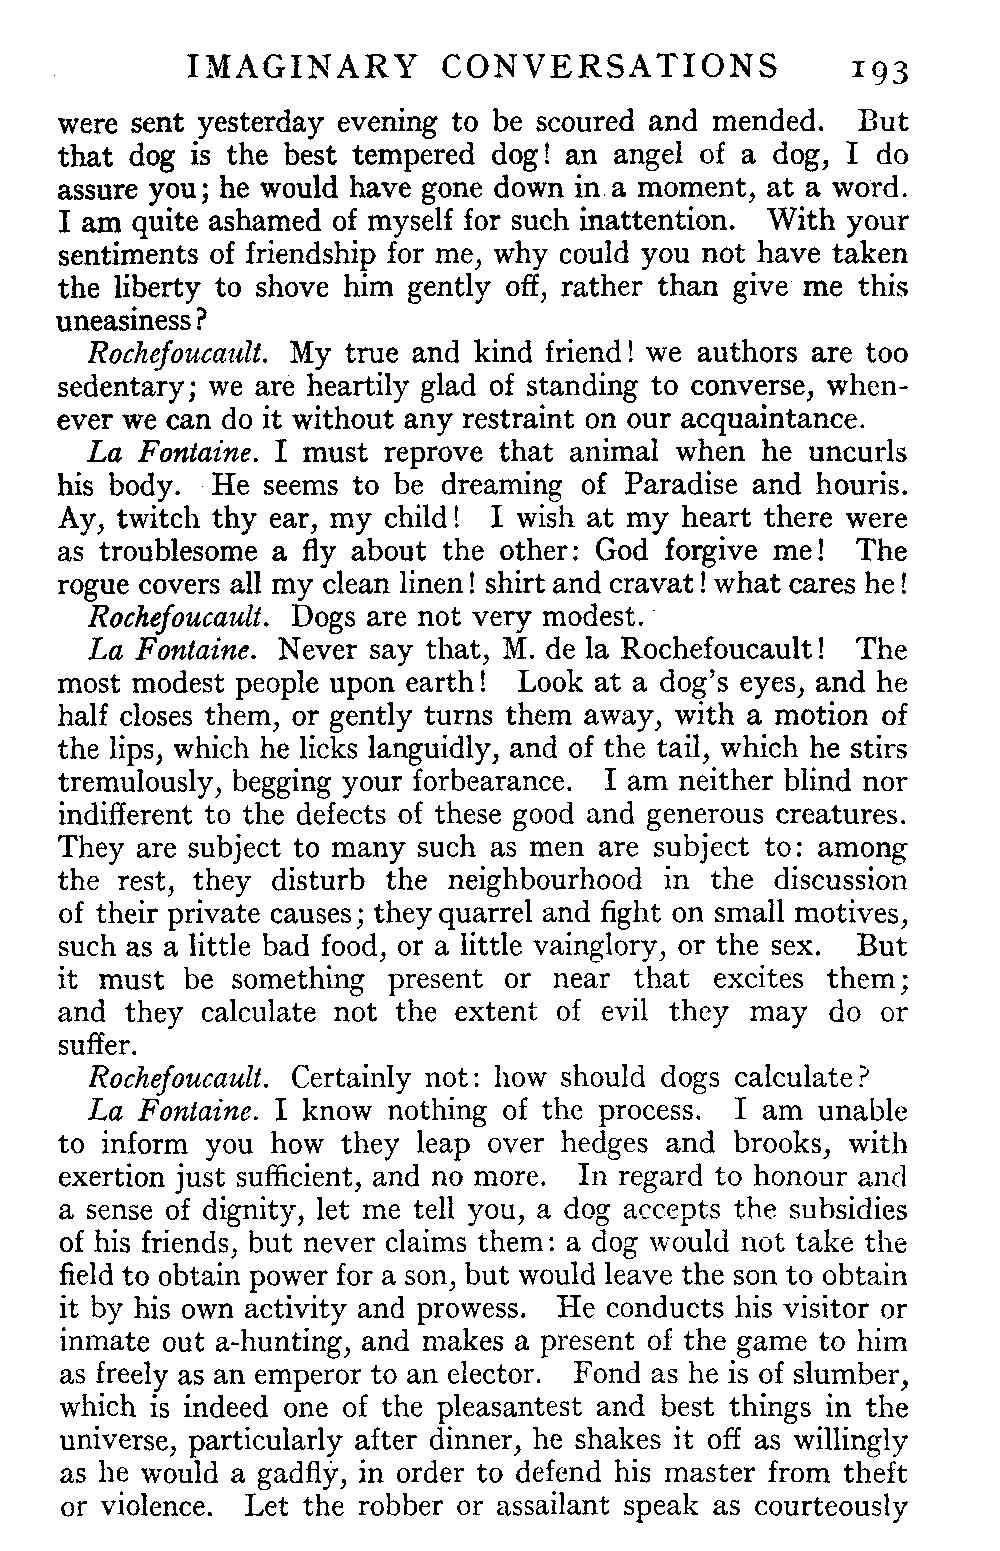 IMAGINARY CONVERSATIONS 193
were sent yesterday evening to be scoured and mended. But
that dog is the best tempered dog! an angel of a dog, I do
assure you; he would have gone down in a moment, at a word.
I am quite ashamed of myself for such inattention. With your
sentiments of friendship for me, why could you not have taken
the liberty to shove him gently off, rather than give me this
uneasiness?
Rochefoucault. My true and kind friend! we authors are too
sedentary; we are heartily glad of standing to converse, when-
ever we can do it without any restraint on our acquaintance.
La Fontaine. I must reprove that animal when he uncurls
his body. He seems to be dreaming of Paradise and houris.
Ay, twitch thy ear, my child! I wish at my heart there were
as troublesome a fly about the other: God forgive me! The
rogue covers all my clean linen! shirt and cravat! what cares he!
Rochefoucault. Dogs are not very modest.
La Fontaine. Never say that, M. de la Rochefoucault! The
most modest people upon earth! Look at a dog's eyes, and he
half closes them, or gently turns them away, with a motion of
the lips, which he licks languidly, and of the tail, which he stirs
tremulously, begging your forbearance. I am neither blind nor
indifferent to the defects of these good and generous creatures.
They are subject to many such as men are subject to: among
the rest, they disturb the neighbourhood in the discussion
of their private causes; they quarrel and fight on small motives,
such as a little bad food, or a little vainglory, or the sex. But
it must be something present or near that excites them;
and they calculate not the extent of evil they may do or
suffer.
Rochefoucault. Certainly not: how should dogs calculate?
La Fontaine. I know nothing of the process. I am unable
to inform you how they leap over hedges and brooks, with
exertion just sufficient, and no more. In regard to honour and
a sense of dignity, let me tell you, a dog accepts the subsidies
of his friends, but never claims them: a dog would not take the
field to obtain power for a son, but would leave the son to obtain
it by his own activity and prowess. He conducts his visitor or
inmate out a-hunting, and makes a present of the game to him
as freely as an emperor to an elector. Fond as he is of slumber,
which is indeed one of the pleasantest and best things in the
universe, particularly after dinner, he shakes it off as willingly
as he would a gadfly, in order to defend his master from theft
or violence. Let the robber or assailant speak as courteously